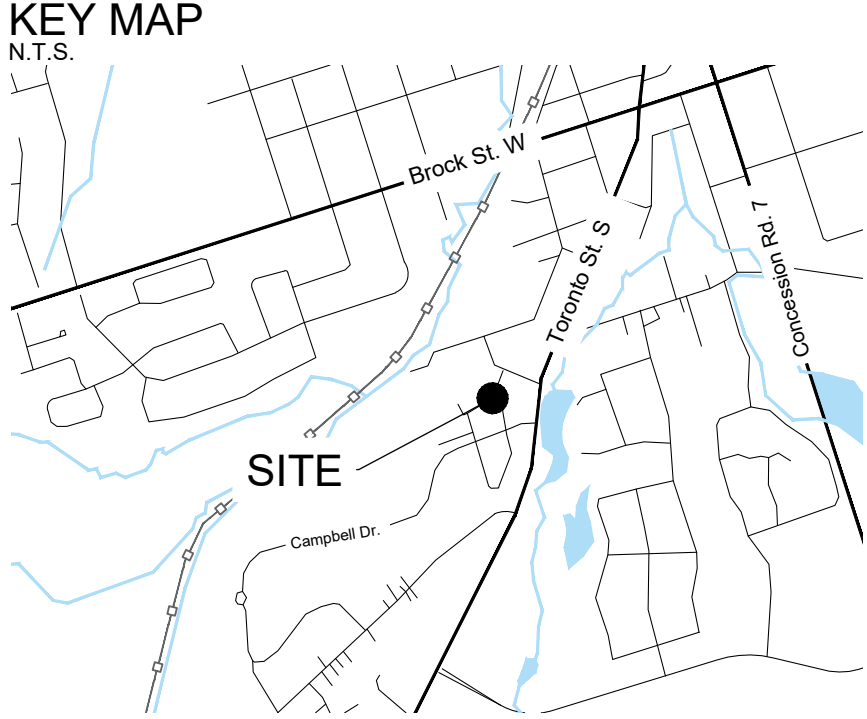 KEY MAP
N.T.S.
Brock St. W
Concession Rd. 7
Toronto St. S
SITE
Campbell Dr.